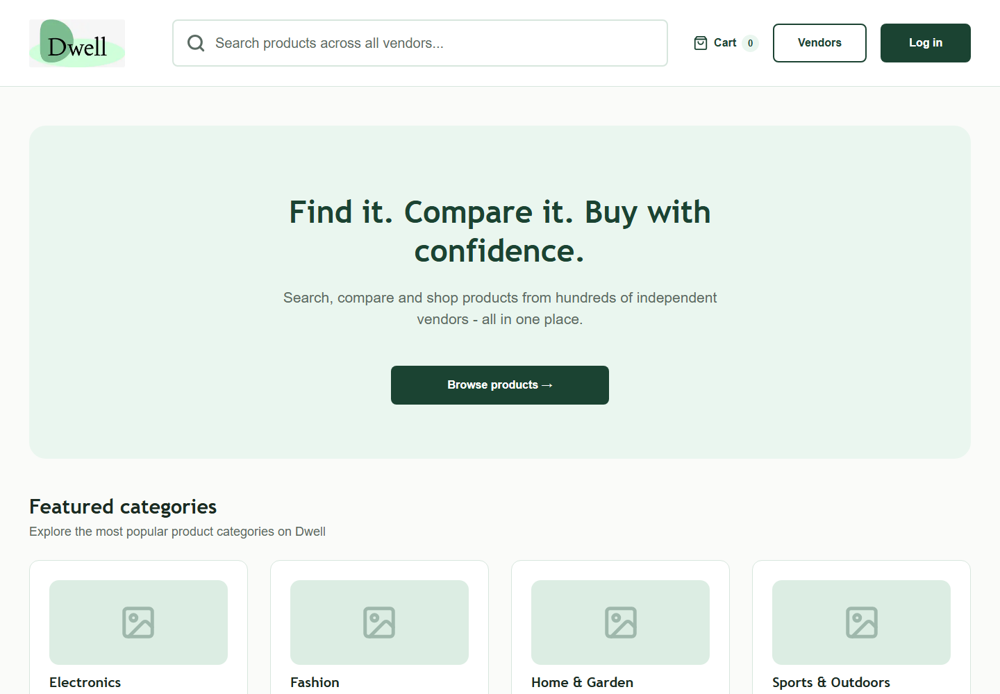 Dwell
Search products across all vendors...
Cart 0
Vendors
Log in
Find it. Compare it. Buy with
confidence.
Search, compare and shop products from hundreds of independent
vendors - all in one place.
Browse products →
Featured categories
Explore the most popular product categories on Dwell
Electronics
Fashion
Home & Garden
Sports & Outdoors